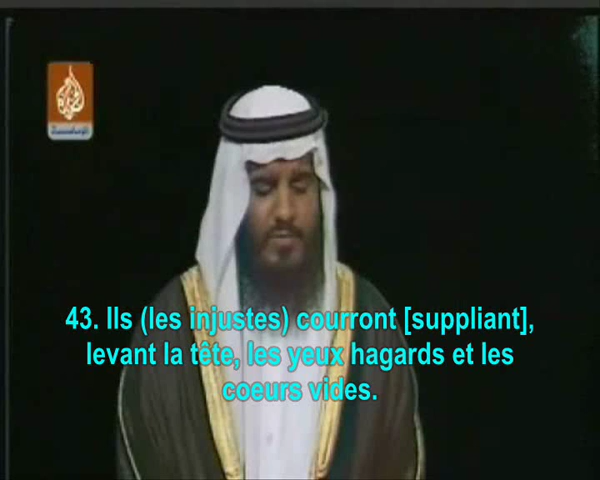 43. Ils (les injustes) courront [suppliant],
levant la tête, les yeux hagards et les
coeurs vides.